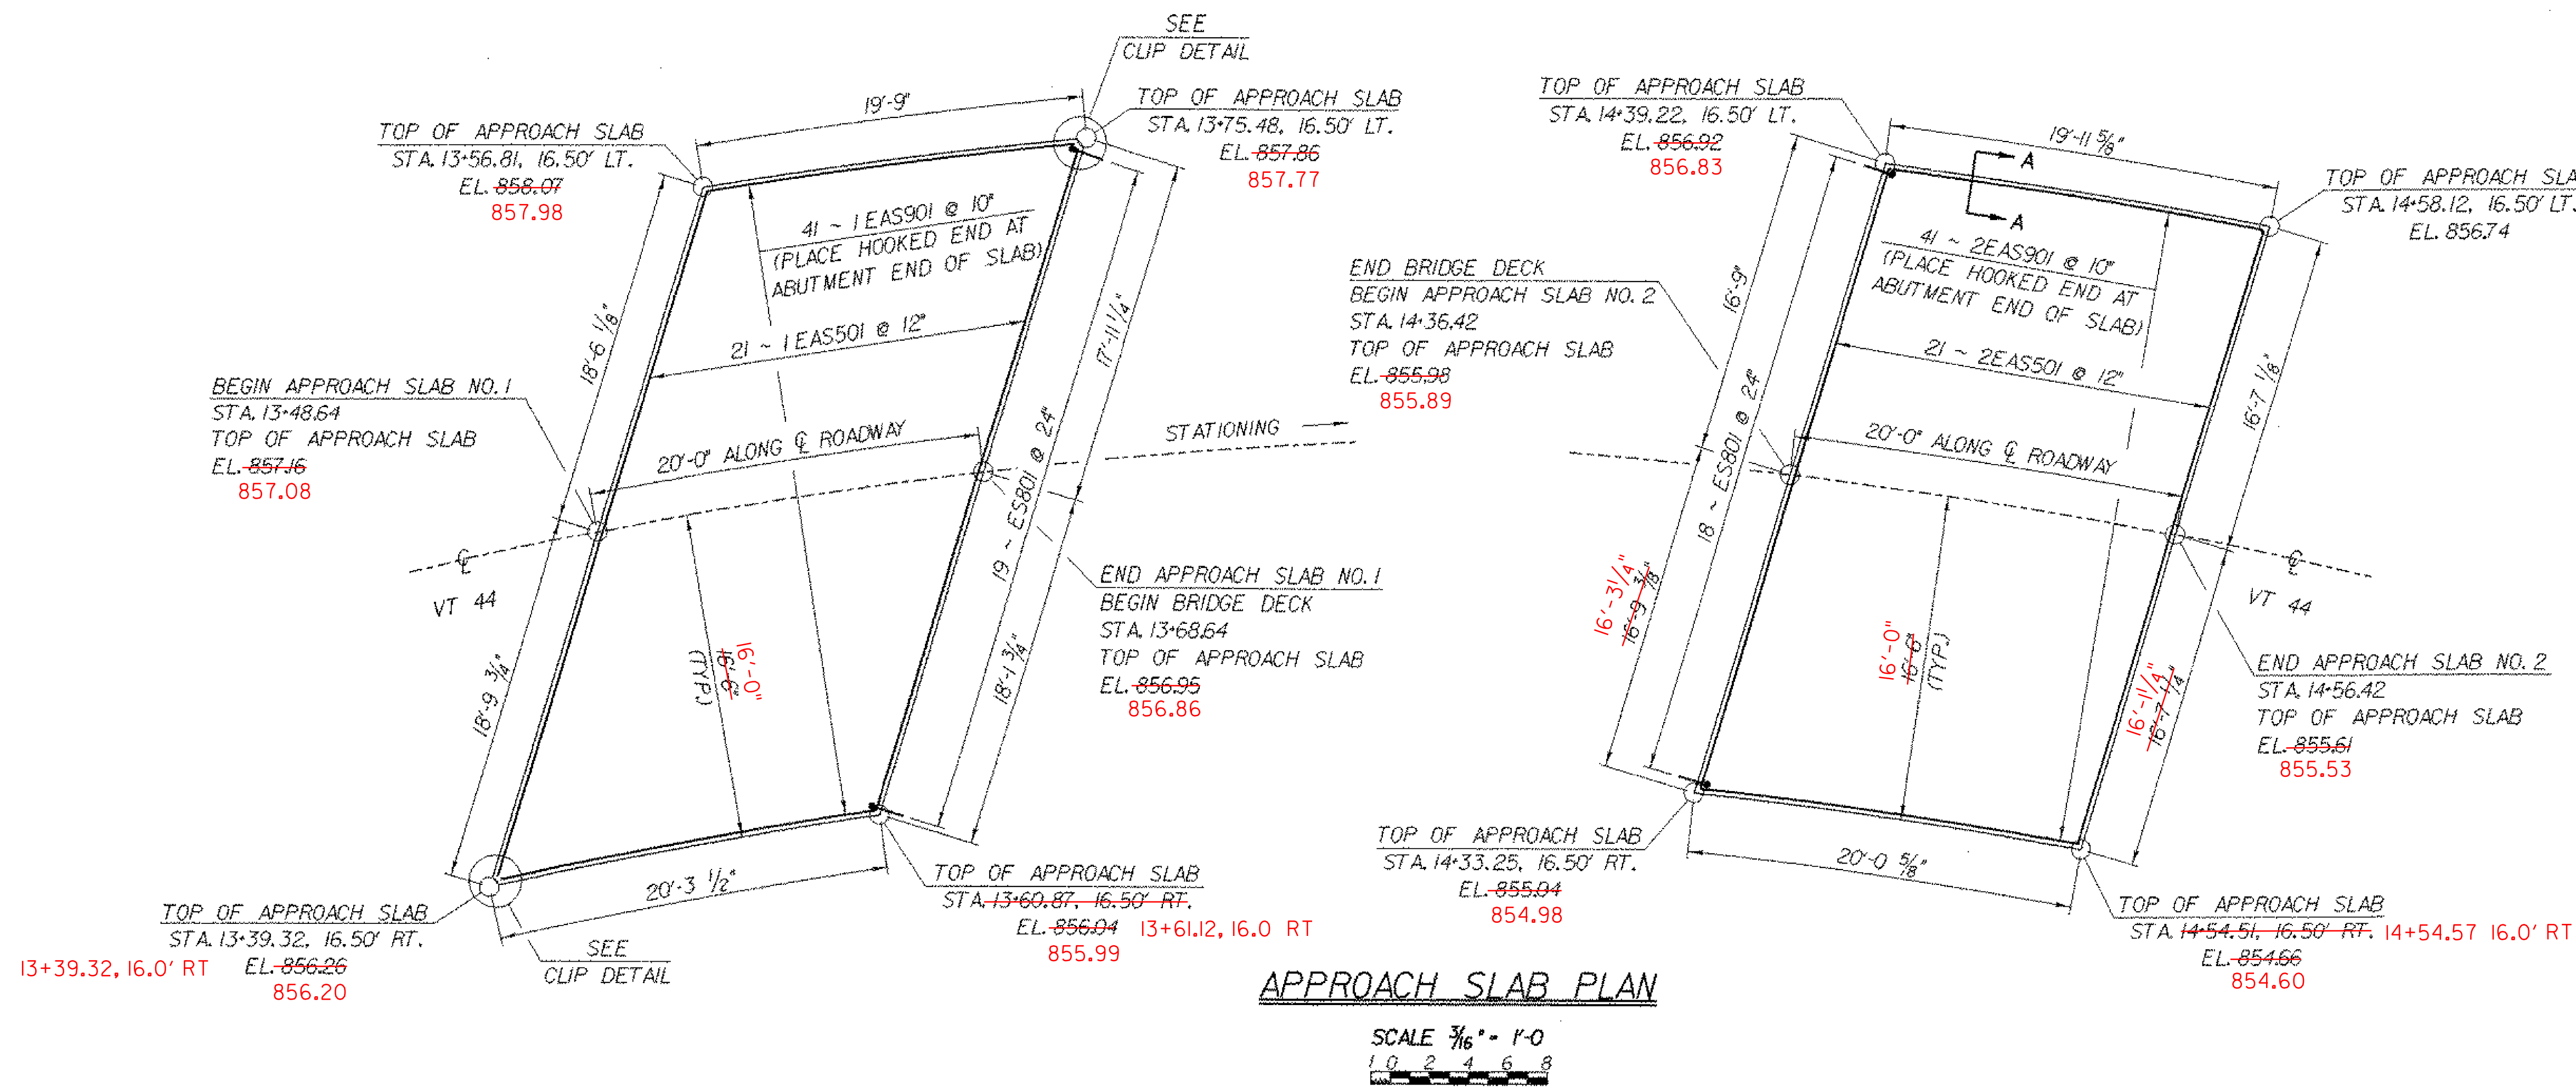 SEE
CLIP DETAIL
19'-9"
TOP OF APPROACH SLAB
STA. 13+75.48, 16.50' LT.
EL. 857.86
857.77
TOP OF APPROACH SLAB
STA. 13+56.81, 16.50' LT.
EL. 858.07
857.98
41 ~ 1EAS901 @ 10"
(PLACE HOOKED END AT
ABUTMENT END OF SLAB)
18'-6 1/8"
17'-11 1/4"
21 ~ 1EAS501 @ 12"
BEGIN APPROACH SLAB NO. 1
STA. 13+48.64
TOP OF APPROACH SLAB
EL. 857.16
857.08
20'-0" ALONG ℄ ROADWAY
STATIONING
19 ~ ES801 @ 24"
℄
VT 44
16'-0"
16'-6"
(TYP.)
18'-9 3/4"
18'-1 3/4"
END APPROACH SLAB NO. 1
BEGIN BRIDGE DECK
STA. 13+68.64
TOP OF APPROACH SLAB
EL. 856.95
856.86
20'-3 1/2"
TOP OF APPROACH SLAB
STA. 13+60.87, 16.50' RT.
EL. 856.04 13+61.12, 16.0 RT
855.99
TOP OF APPROACH SLAB
STA. 13+39.32, 16.50' RT.
13+39.32, 16.0' RT EL. 856.26
856.20
SEE
CLIP DETAIL
TOP OF APPROACH SLAB
STA. 14+39.22, 16.50' LT.
EL. 856.92
856.83
19'-11 5/8"
A
A
TOP OF APPROACH SLA
STA. 14+58.12, 16.50' LT.
EL. 856.74
41 ~ 2EAS901 @ 10"
(PLACE HOOKED END AT
ABUTMENT END OF SLAB)
END BRIDGE DECK
BEGIN APPROACH SLAB NO. 2
STA. 14+36.42
TOP OF APPROACH SLAB
EL. 855.98
855.89
16'-9"
18 ~ ES801 @ 24"
21 ~ 2EAS501 @ 12"
16'-7 1/8"
20'-0" ALONG ℄ ROADWAY
℄
VT 44
16'-3 1/4"
16'-9 3/8"
16'-0"
16'-6"
(TYP.)
16'-1 1/4"
16'-7 1/4"
END APPROACH SLAB NO. 2
STA. 14+56.42
TOP OF APPROACH SLAB
EL. 855.61
855.53
TOP OF APPROACH SLAB
STA. 14+33.25, 16.50' RT.
EL. 855.04
854.98
20'-0 5/8"
TOP OF APPROACH SLAB
STA. 14+54.51, 16.50' RT. 14+54.57 16.0' RT
EL. 854.66
854.60
APPROACH SLAB PLAN
SCALE 3/16" = 1'-0
1 0 2 4 6 8